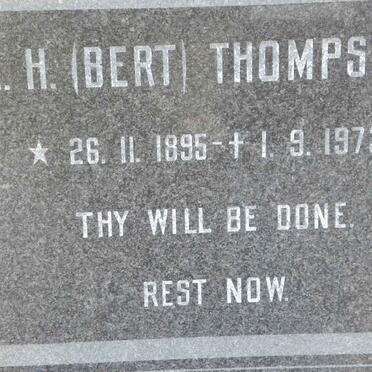 . H. (BERT) THOMPS
★ 26. 11. 1895 - ✝ 1. 9. 197
THY WILL BE DONE.
REST NOW.